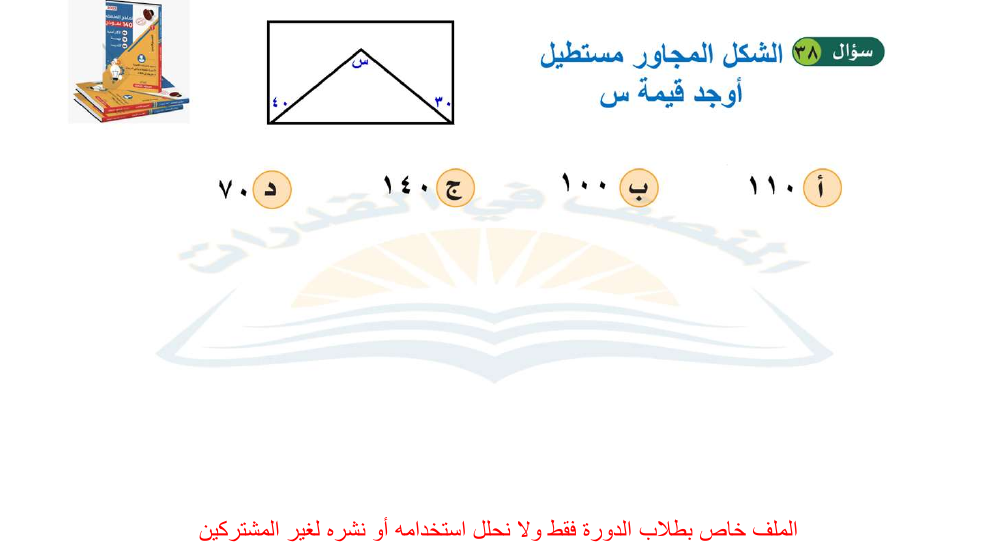 سؤال ٣٨ الشكل المجاور مستطيل
أوجد قيمة س
س
٤٠ ٣٠
أ ١١٠ ب ١٠٠ ج ١٤٠ د ٧٠
المنصف في القدرات
الملف خاص بطلاب الدورة فقط ولا نحلل استخدامه أو نشره لغير المشتركين